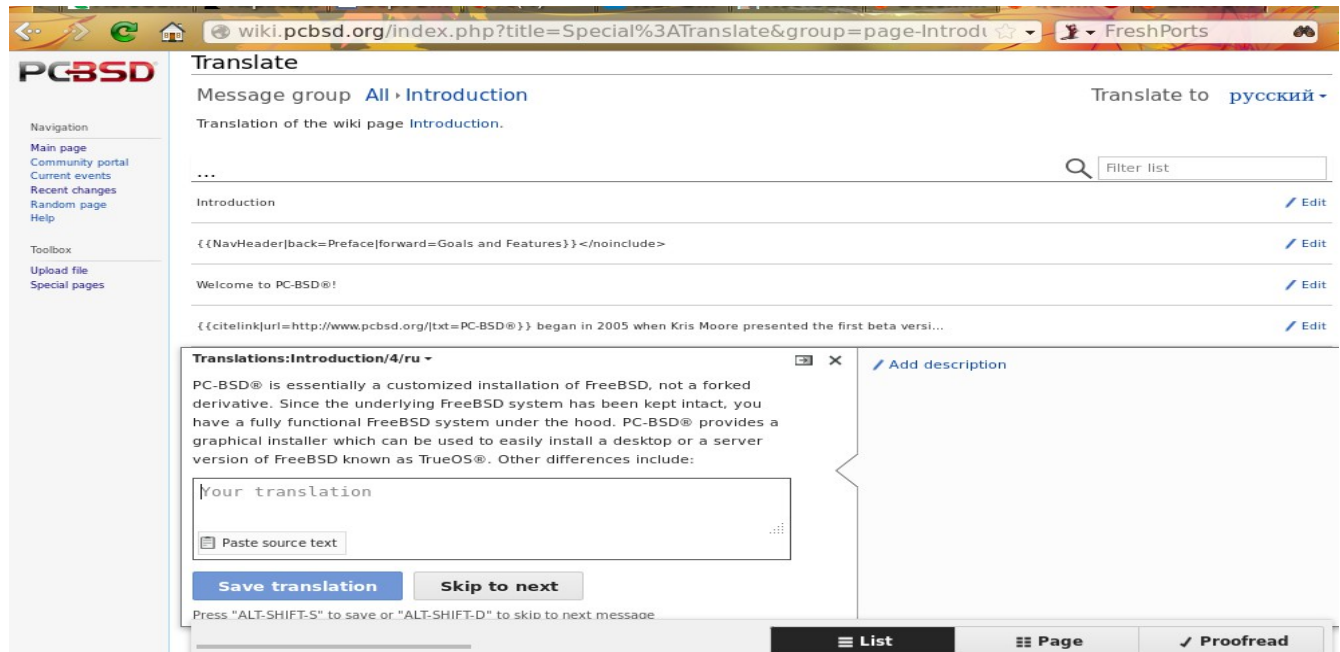 wiki.pcbsd.org/index.php?title=Special%3ATranslate&group=page-Introdu
FreshPorts
PCBSD
Translate
Message group All › Introduction
Translate to русский
Translation of the wiki page Introduction.
Navigation
Main page
Community portal
Current events
Recent changes
Random page
Help
Toolbox
Upload file
Special pages
...
Filter list
Introduction
Edit
{{NavHeader|back=Preface|forward=Goals and Features}}</noinclude>
Edit
Welcome to PC-BSD®!
Edit
{{citelink|url=http://www.pcbsd.org/|txt=PC-BSD®}} began in 2005 when Kris Moore presented the first beta versi...
Edit
Translations:Introduction/4/ru
PC-BSD® is essentially a customized installation of FreeBSD, not a forked
derivative. Since the underlying FreeBSD system has been kept intact, you
have a fully functional FreeBSD system under the hood. PC-BSD® provides a
graphical installer which can be used to easily install a desktop or a server
version of FreeBSD known as TrueOS®. Other differences include:
Your translation
Paste source text
Save translation
Skip to next
Press "ALT-SHIFT-S" to save or "ALT-SHIFT-D" to skip to next message
Add description
List
Page
Proofread